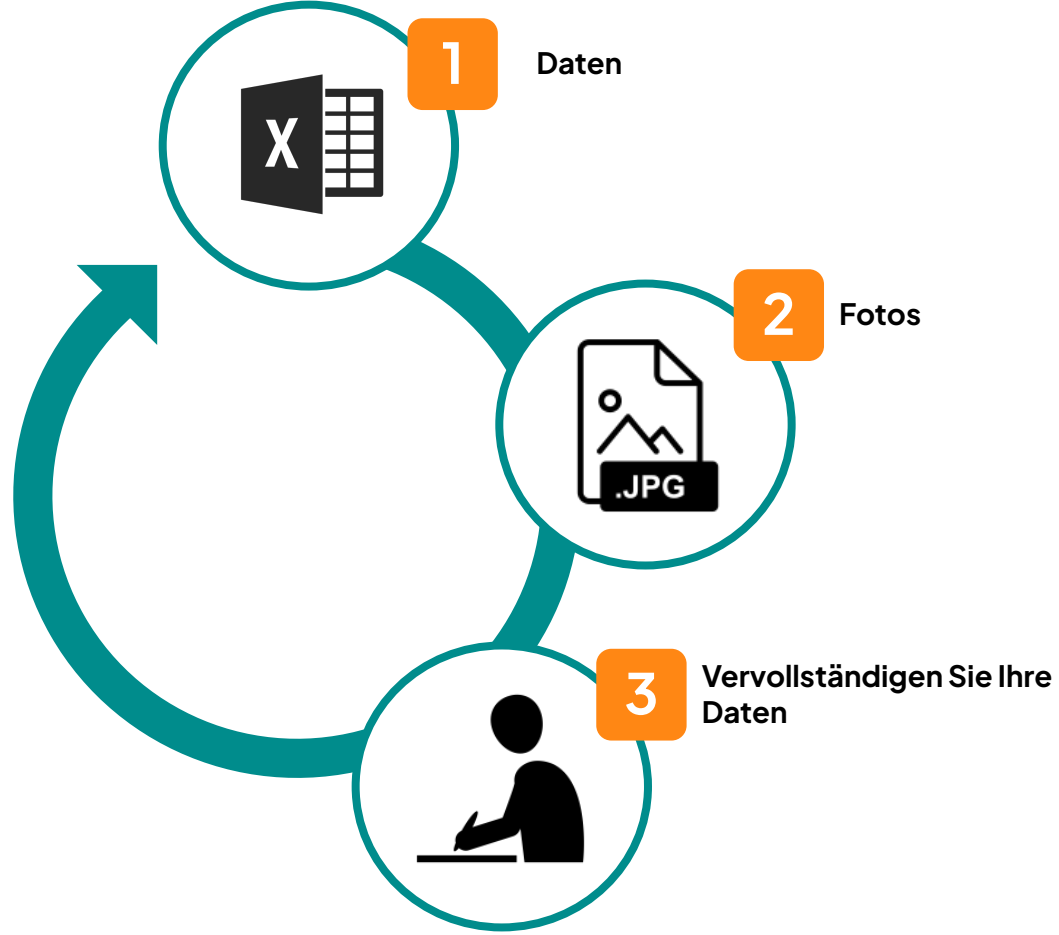 1
Daten
X
2
Fotos
.JPG
3
Vervollständigen Sie Ihre
Daten